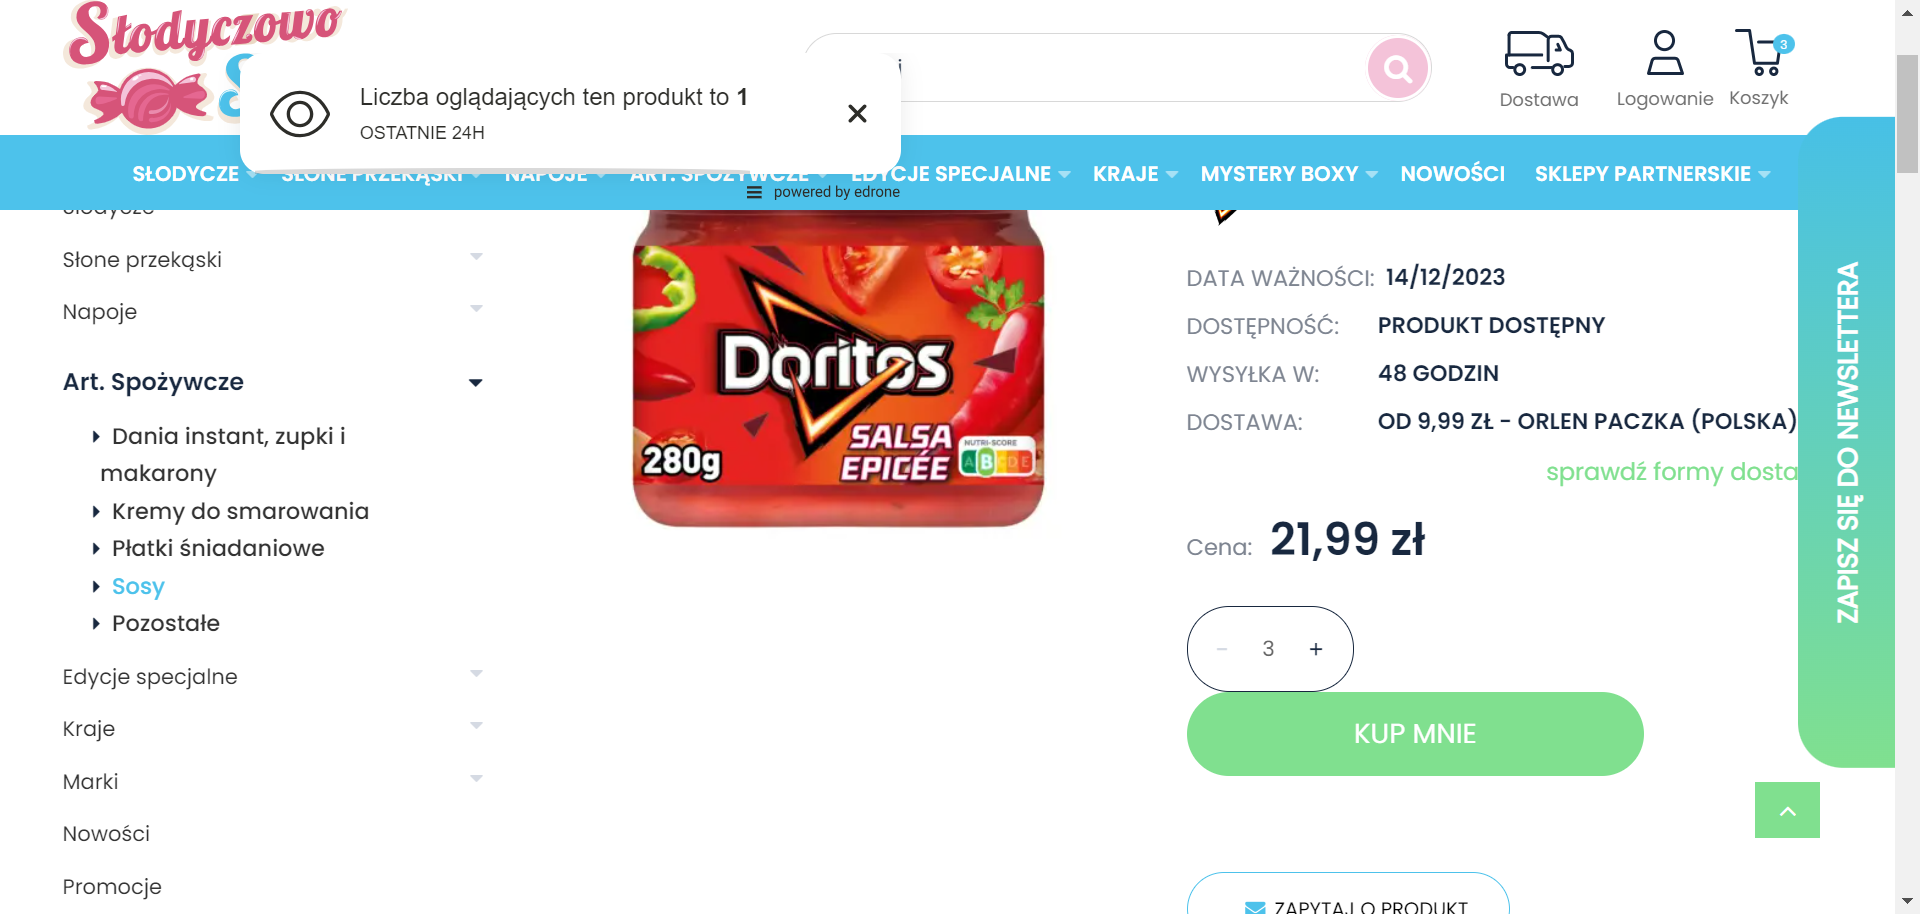 Słodyczowo
Liczba oglądających ten produkt to 1
OSTATNIE 24H
powered by edrone
Dostawa
Logowanie
3
Koszyk
SŁODYCZE
SŁONE PRZEKĄSKI
NAPOJE
ART. SPOŻYWCZE
EDYCJE SPECJALNE
KRAJE
MYSTERY BOXY
NOWOŚCI
SKLEPY PARTNERSKIE
Słodycze
Słone przekąski
Napoje
Art. Spożywcze
Dania instant, zupki i
makarony
Kremy do smarowania
Płatki śniadaniowe
Sosy
Pozostałe
Edycje specjalne
Kraje
Marki
Nowości
Promocje
Doritos
SALSA
EPICÉE
280g
NUTRI-SCORE
A B C D E
DATA WAŻNOŚCI: 14/12/2023
DOSTĘPNOŚĆ: PRODUKT DOSTĘPNY
WYSYŁKA W: 48 GODZIN
DOSTAWA: OD 9,99 ZŁ - ORLEN PACZKA (POLSKA)
sprawdź formy dosta
Cena: 21,99 zł
− 3 +
KUP MNIE
ZAPYTAJ O PRODUKT
ZAPISZ SIĘ DO NEWSLETTERA